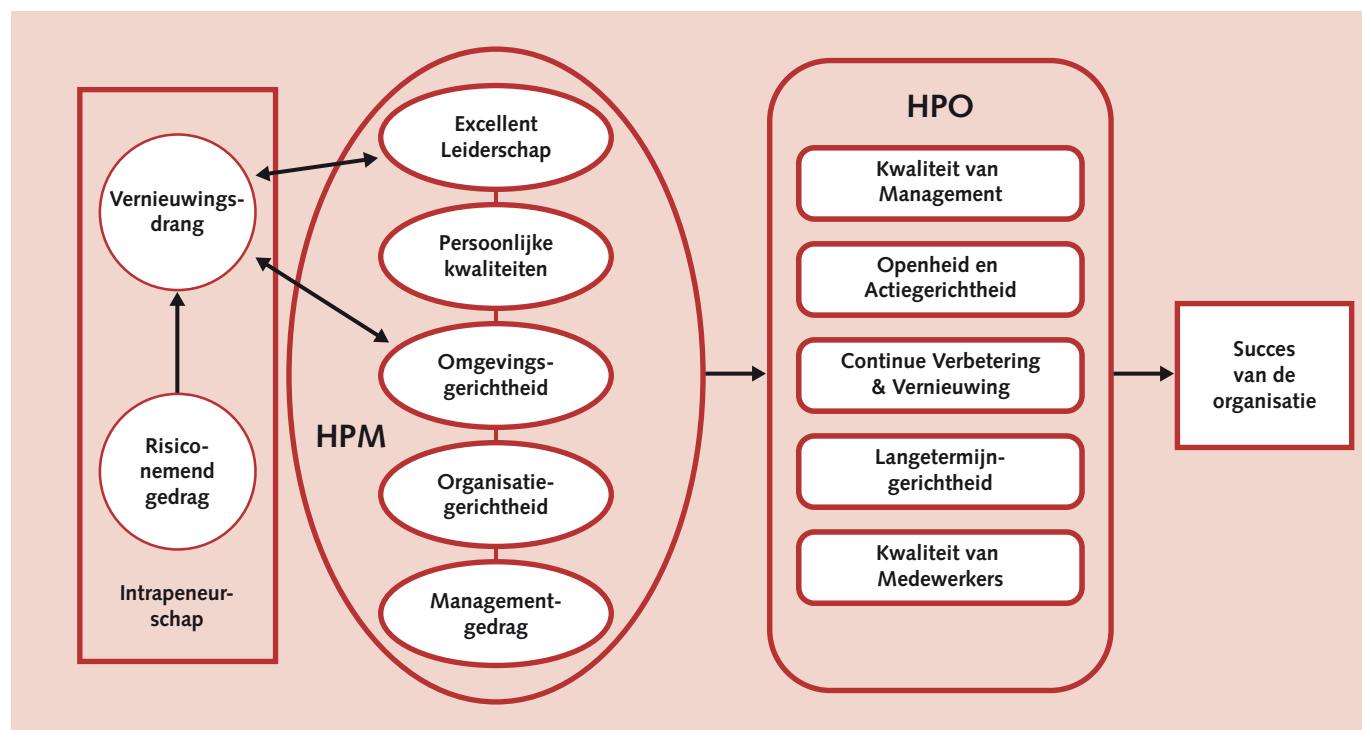 Vernieuwings-
drang
Risico-
nemend
gedrag
Intrapeneur-
schap
HPM
Excellent
Leiderschap
Persoonlijke
kwaliteiten
Omgevings-
gerichtheid
Organisatie-
gerichtheid
Management-
gedrag
HPO
Kwaliteit van
Management
Openheid en
Actiegerichtheid
Continue Verbetering
& Vernieuwing
Langetermijn-
gerichtheid
Kwaliteit van
Medewerkers
Succes
van de
organisatie